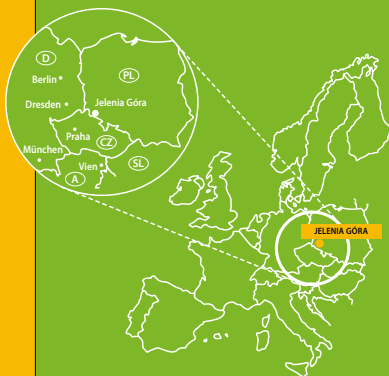 D
PL
Berlin
Dresden
Jelenia Góra
Praha
CZ
München
Vien
SL
A
JELENIA GÓRA